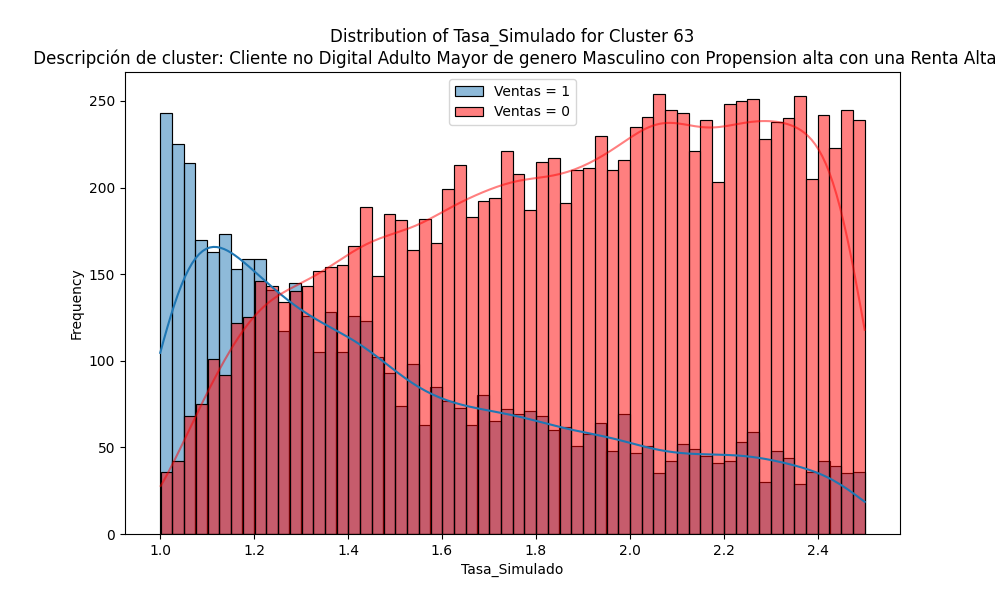 Distribution of Tasa_Simulado for Cluster 63
Descripción de cluster: Cliente no Digital Adulto Mayor de genero Masculino con Propension alta con una Renta Alta
Ventas = 1
Ventas = 0
Frequency
250
200
150
100
50
0
1.0 1.2 1.4 1.6 1.8 2.0 2.2 2.4
Tasa_Simulado